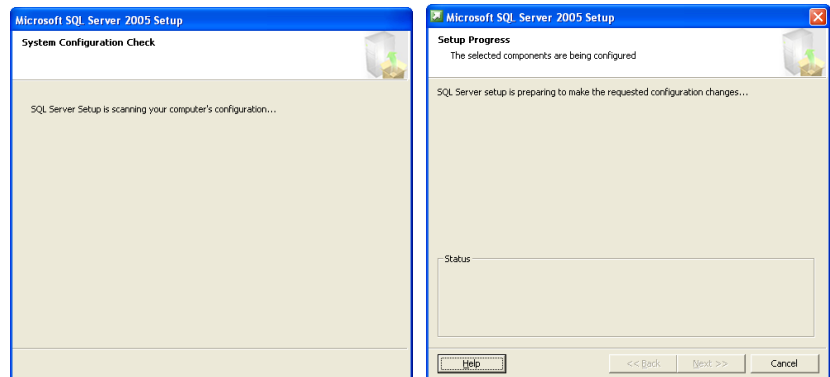 Microsoft SQL Server 2005 Setup
System Configuration Check
SQL Server Setup is scanning your computer's configuration...
Microsoft SQL Server 2005 Setup
Setup Progress
The selected components are being configured
SQL Server setup is preparing to make the requested configuration changes...
Status
Help
<< Back
Next >>
Cancel